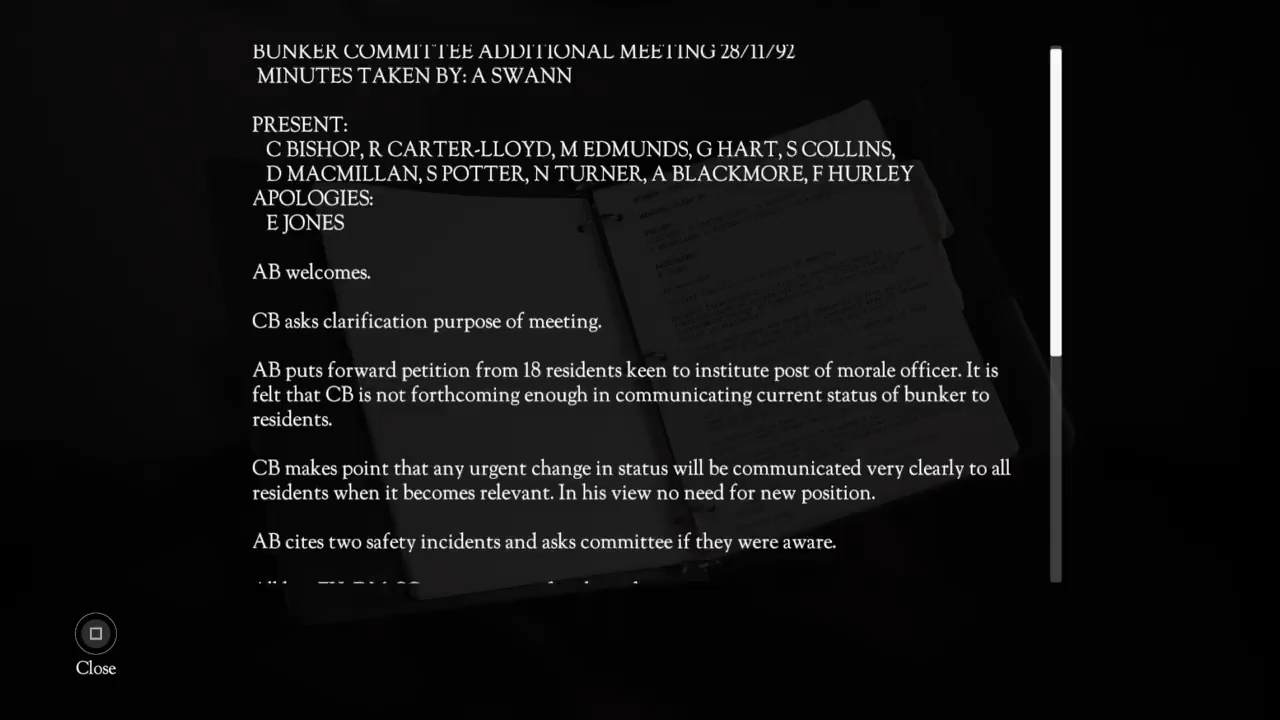 BUNKER COMMITTEE ADDITIONAL MEETING 28/11/92
MINUTES TAKEN BY: A SWANN
PRESENT:
C BISHOP, R CARTER-LLOYD, M EDMUNDS, G HART, S COLLINS,
D MACMILLAN, S POTTER, N TURNER, A BLACKMORE, F HURLEY
APOLOGIES:
E JONES
AB welcomes.
CB asks clarification purpose of meeting.
AB puts forward petition from 18 residents keen to institute post of morale officer. It is
felt that CB is not forthcoming enough in communicating current status of bunker to
residents.
CB makes point that any urgent change in status will be communicated very clearly to all
residents when it becomes relevant. In his view no need for new position.
AB cites two safety incidents and asks committee if they were aware.
Close